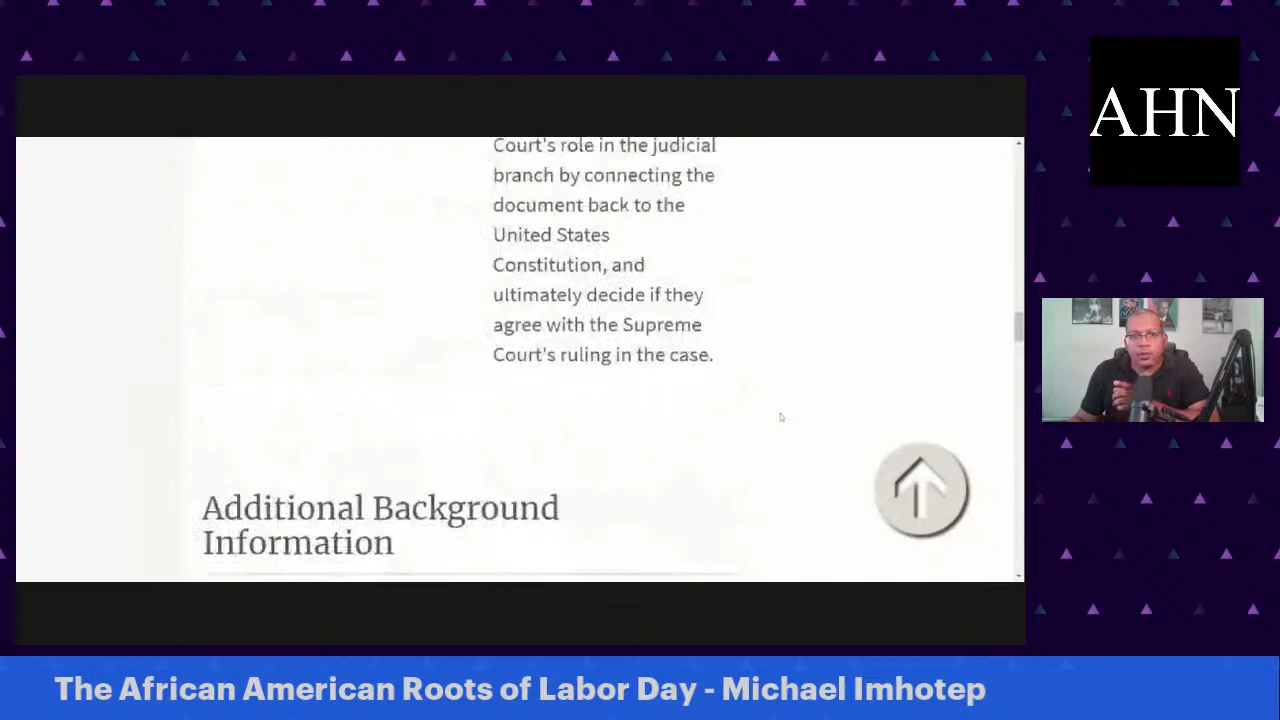 AHN
Court's role in the judicial
branch by connecting the
document back to the
United States
Constitution, and
ultimately decide if they
agree with the Supreme
Court's ruling in the case.
Additional Background
Information
The African American Roots of Labor Day - Michael Imhotep